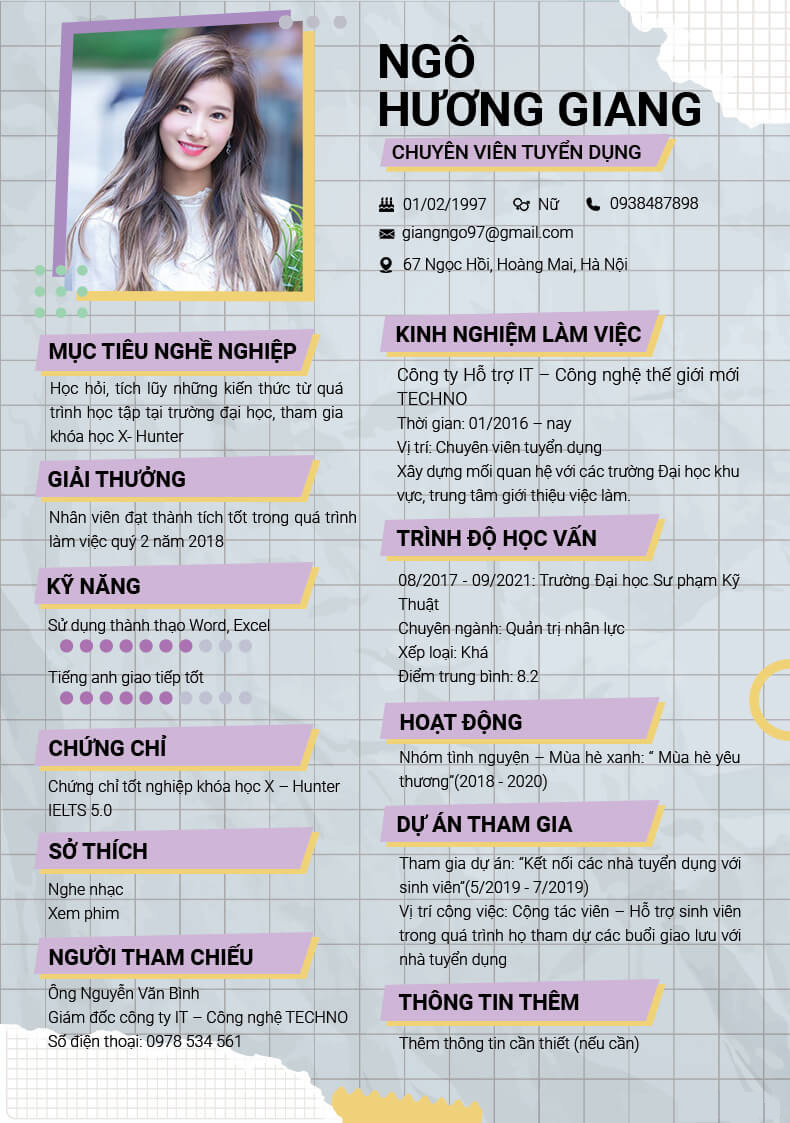 NGÔ
HƯƠNG GIANG
CHUYÊN VIÊN TUYỂN DỤNG
01/02/1997 Nữ 0938487898
giangngo97@gmail.com
67 Ngọc Hồi, Hoàng Mai, Hà Nội
MỤC TIÊU NGHỀ NGHIỆP
Học hỏi, tích lũy những kiến thức từ quá
trình học tập tại trường đại học, tham gia
khóa học X- Hunter
GIẢI THƯỞNG
Nhân viên đạt thành tích tốt trong quá trình
làm việc quý 2 năm 2018
KỸ NĂNG
Sử dụng thành thạo Word, Excel
Tiếng anh giao tiếp tốt
CHỨNG CHỈ
Chứng chỉ tốt nghiệp khóa học X – Hunter
IELTS 5.0
SỞ THÍCH
Nghe nhạc
Xem phim
NGƯỜI THAM CHIẾU
Ông Nguyễn Văn Bình
Giám đốc công ty IT – Công nghệ TECHNO
Số điện thoại: 0978 534 561
KINH NGHIỆM LÀM VIỆC
Công ty Hỗ trợ IT – Công nghệ thế giới mới
TECHNO
Thời gian: 01/2016 – nay
Vị trí: Chuyên viên tuyển dụng
Xây dựng mối quan hệ với các trường Đại học khu
vực, trung tâm giới thiệu việc làm.
TRÌNH ĐỘ HỌC VẤN
08/2017 - 09/2021: Trường Đại học Sư phạm Kỹ
Thuật
Chuyên ngành: Quản trị nhân lực
Xếp loại: Khá
Điểm trung bình: 8.2
HOẠT ĐỘNG
Nhóm tình nguyện – Mùa hè xanh: “ Mùa hè yêu
thương”(2018 - 2020)
DỰ ÁN THAM GIA
Tham gia dự án: “Kết nối các nhà tuyển dụng với
sinh viên”(5/2019 - 7/2019)
Vị trí công việc: Cộng tác viên – Hỗ trợ sinh viên
trong quá trình họ tham dự các buổi giao lưu với
nhà tuyển dụng
THÔNG TIN THÊM
Thêm thông tin cần thiết (nếu cần)